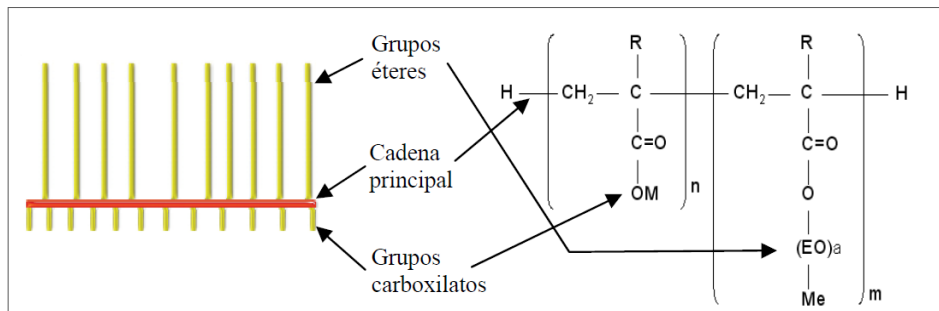 Grupos
éteres
Cadena
principal
Grupos
carboxilatos
R
R
H
CH2
C
CH2
C
H
C=O
C=O
OM
n
O
(EO)a
Me
m